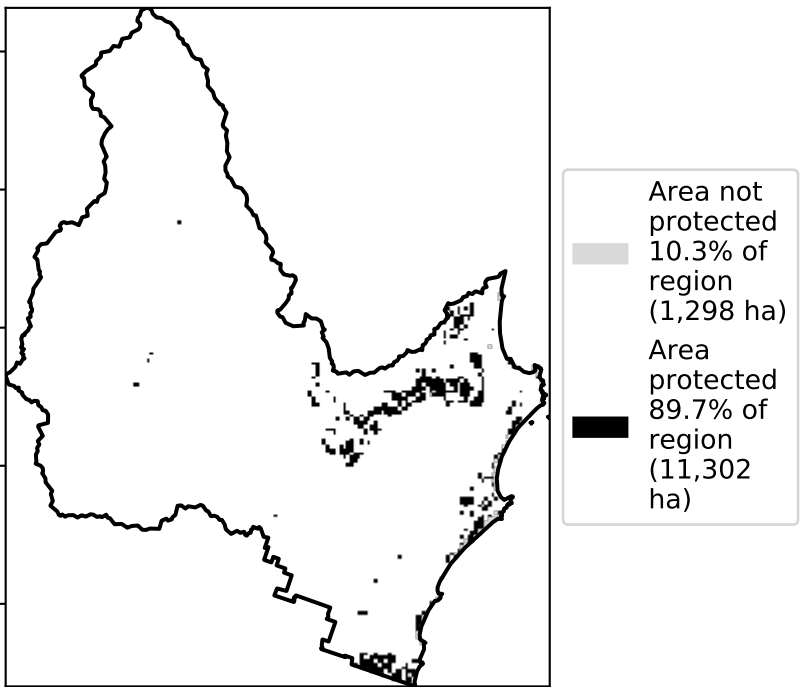 Area not
protected
10.3% of
region
(1,298 ha)
Area
protected
89.7% of
region
(11,302
ha)